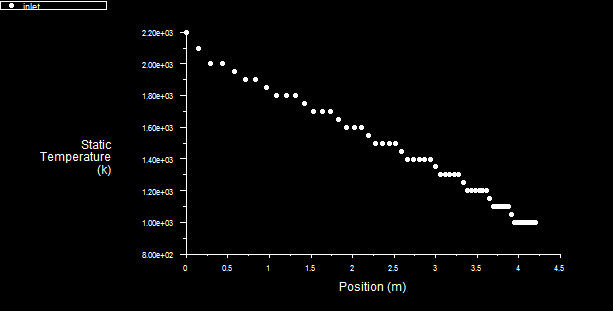 inlet
2.20e+03
2.00e+03
1.80e+03
1.60e+03
1.40e+03
1.20e+03
1.00e+03
8.00e+02
Static
Temperature
(k)
0 0.5 1 1.5 2 2.5 3 3.5 4 4.5
Position (m)